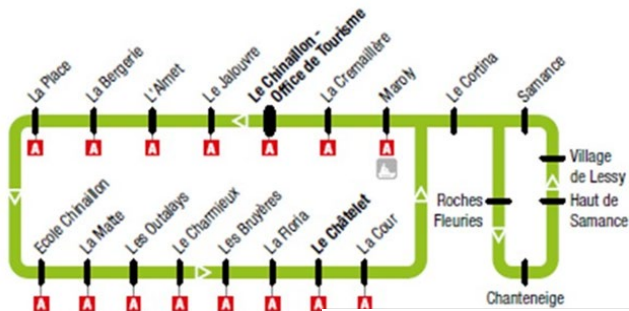 La Place
La Bergerie
L'Almet
Le Jalouvre
Le Chinaillon -
Office de Tourisme
La Cremaillère
Maroly
Le Cortina
Samance
A
A
A
A
A
A
A
Village
de Lessy
Roches
Fleuries
Haut de
Samance
Ecole Chinaillon
La Matte
Les Outalays
Le Charmieux
Les Bruyères
La Floria
Le Châtelet
La Cour
Chanteneige
A
A
A
A
A
A
A
A